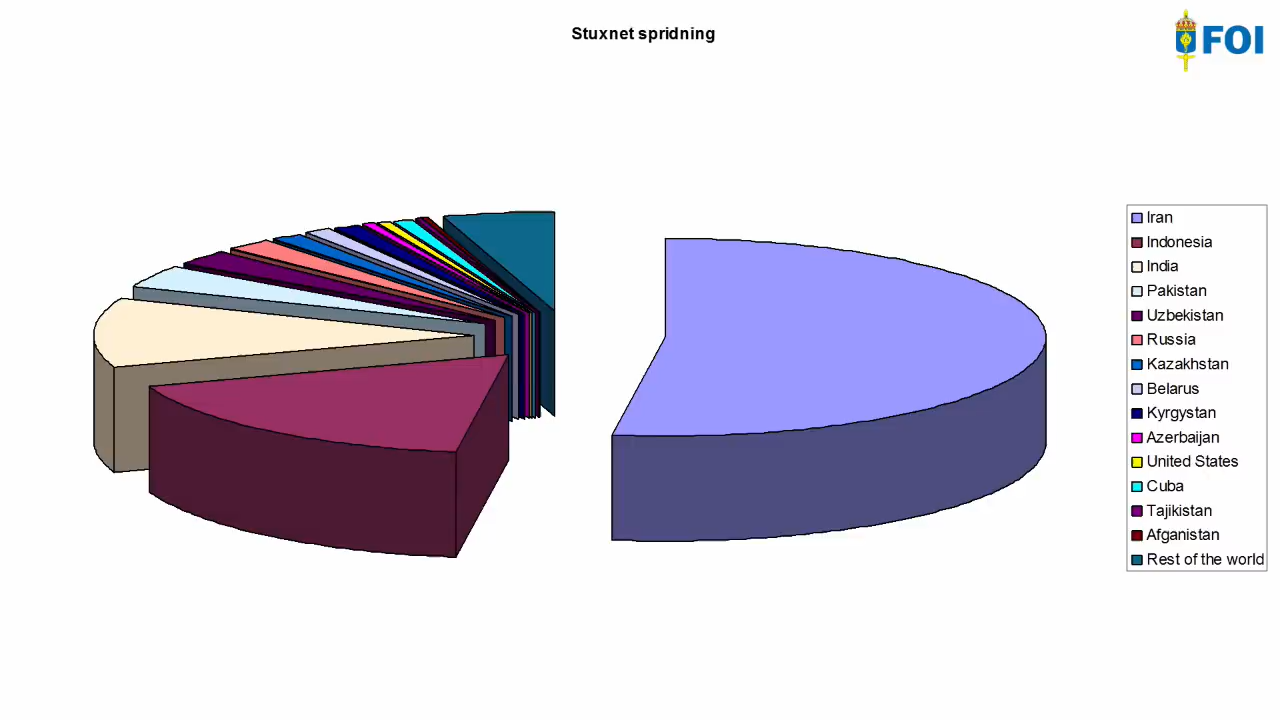 Stuxnet spridning
FOI
Iran
Indonesia
India
Pakistan
Uzbekistan
Russia
Kazakhstan
Belarus
Kyrgystan
Azerbaijan
United States
Cuba
Tajikistan
Afganistan
Rest of the world